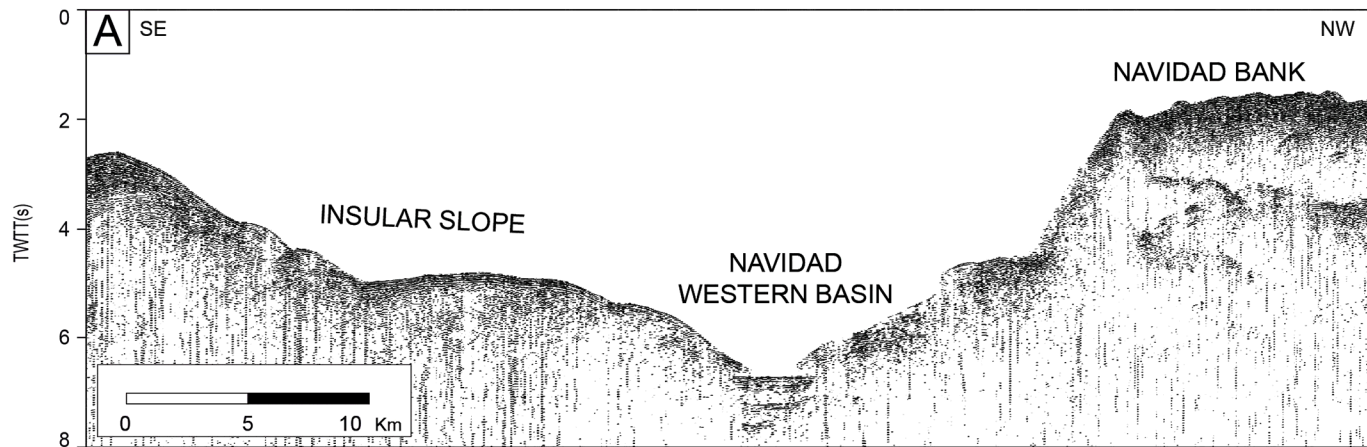 A
SE
NW
NAVIDAD BANK
INSULAR SLOPE
NAVIDAD
WESTERN BASIN
TWTT(s)
0
2
4
6
8
0 5 10 Km